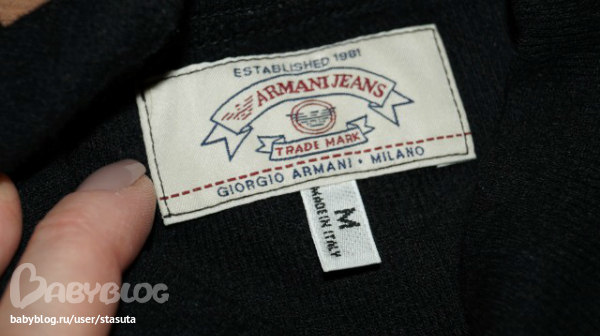 ESTABLISHED 1981
ARMANI JEANS
TRADE MARK
GIORGIO ARMANI · MILANO
M
MADE IN ITALY
BABYBLOG
babyblog.ru/user/stasuta